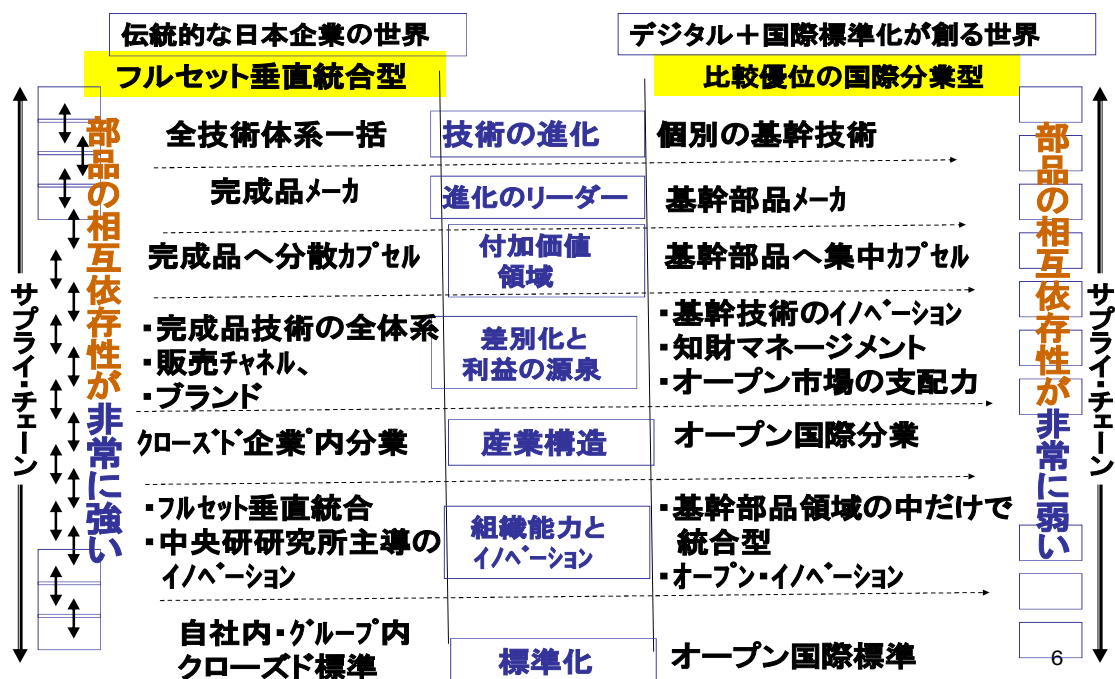 伝統的な日本企業の世界
デジタル+国際標準化が創る世界
フルセット垂直統合型
比較優位の国際分業型
全技術体系一括
技術の進化
個別の基幹技術
完成品メーカ
進化のリーダー
基幹部品メーカ
完成品へ分散カプセル
付加価値
領域
基幹部品へ集中カプセル
・完成品技術の全体系
・販売チャネル、
・ブランド
差別化と
利益の源泉
・基幹技術のイノベーション
・知財マネージメント
・オープン市場の支配力
クローズド企業内分業
産業構造
オープン国際分業
・フルセット垂直統合
・中央研研究所主導の
イノベーション
組織能力と
イノベーション
・基幹部品領域の中だけで
統合型
・オープン・イノベーション
自社内・グループ内
クローズド標準
標準化
オープン国際標準
サプライ・チェーン
部品の相互依存性が非常に強い
部品の相互依存性が非常に弱い
サプライ・チェーン
6